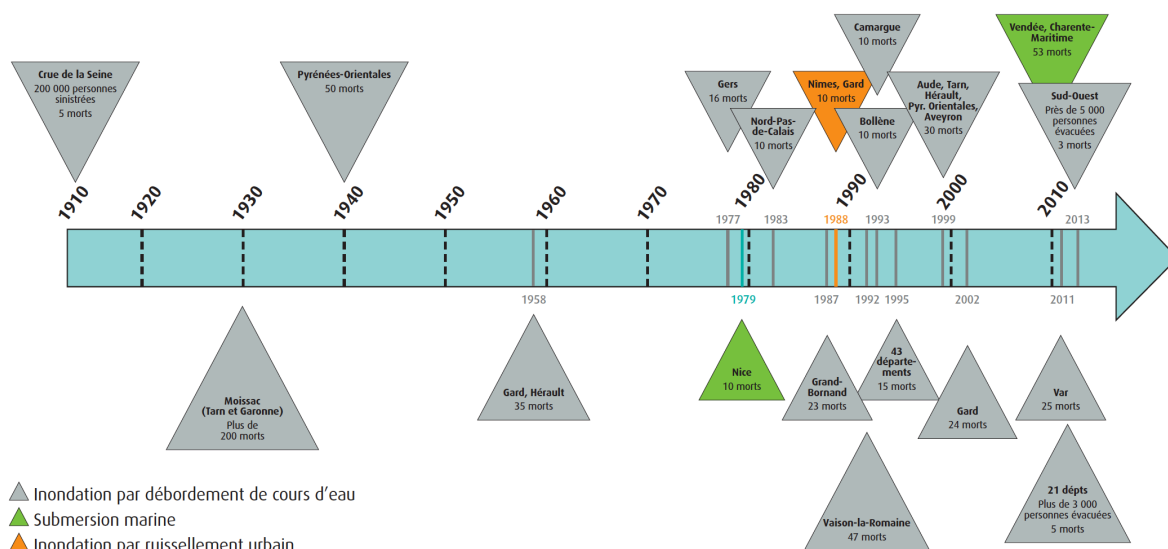 Crue de la Seine
200 000 personnes
sinistrées
5 morts
Pyrénées-Orientales
50 morts
Gers
16 morts
Nord-Pas-
de-Calais
10 morts
Nîmes, Gard
10 morts
Camargue
10 morts
Bollène
10 morts
Aude, Tarn,
Hérault,
Pyr. Orientales,
Aveyron
30 morts
Vendée, Charente-
Maritime
53 morts
Sud-Ouest
Près de 5 000
personnes
évacuées
3 morts
1910
1920
1930
1940
1950
1960
1970
1980
1990
2000
2010
1977
1983
1988
1993
1999
2013
1958
1979
1987
1992
1995
2002
2011
Moissac
(Tarn et Garonne)
Plus de
200 morts
Gard, Hérault
35 morts
Nice
10 morts
Grand-
Bornand
23 morts
43
départe-
ments
15 morts
Gard
24 morts
Var
25 morts
Vaison-la-Romaine
47 morts
21 dépts
Plus de 3 000
personnes évacuées
5 morts
Inondation par débordement de cours d'eau
Submersion marine
Inondation par ruissellement urbain